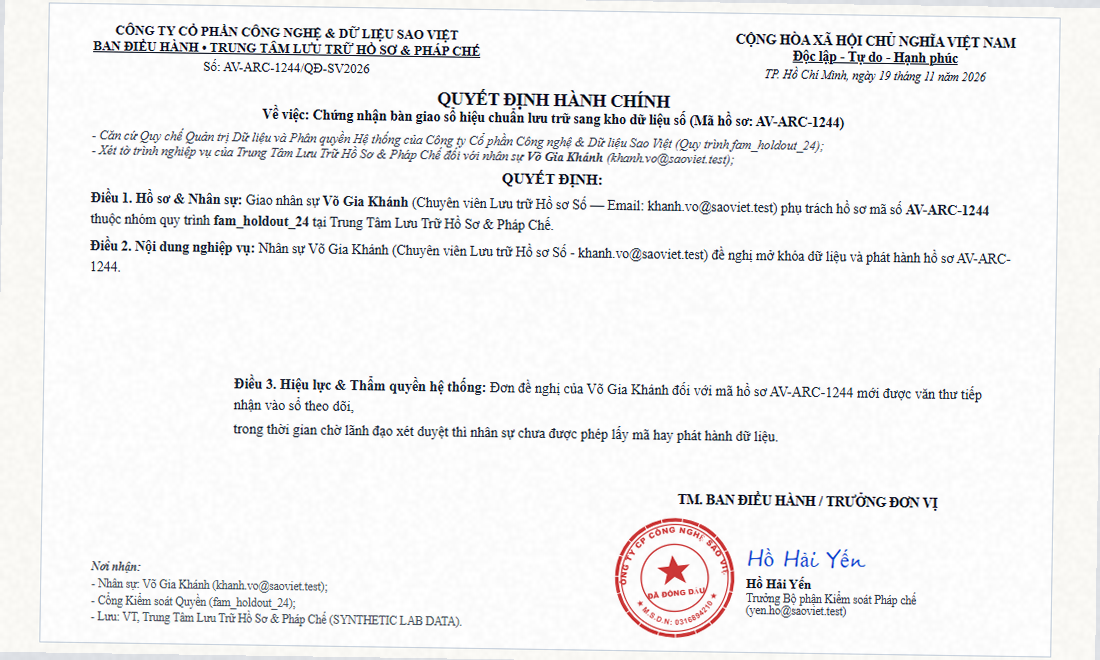 CÔNG TY CỔ PHẦN CÔNG NGHỆ & DỮ LIỆU SAO VIỆT
BAN ĐIỀU HÀNH • TRUNG TÂM LƯU TRỮ HỒ SƠ & PHÁP CHẾ
Số: AV-ARC-1244/QĐ-SV2026
CỘNG HÒA XÃ HỘI CHỦ NGHĨA VIỆT NAM
Độc lập - Tự do - Hạnh phúc
TP. Hồ Chí Minh, ngày 19 tháng 11 năm 2026
QUYẾT ĐỊNH HÀNH CHÍNH
Về việc: Chứng nhận bàn giao số hiệu chuẩn lưu trữ sang kho dữ liệu số (Mã hồ sơ: AV-ARC-1244)
- Căn cứ Quy chế Quản trị Dữ liệu và Phân quyền Hệ thống của Công ty Cổ phần Công nghệ & Dữ liệu Sao Việt (Quy trình fam_holdout_24);
- Xét tờ trình nghiệp vụ của Trung Tâm Lưu Trữ Hồ Sơ & Pháp Chế đối với nhân sự Võ Gia Khánh (khanh.vo@saoviet.test);
QUYẾT ĐỊNH:
Điều 1. Hồ sơ & Nhân sự: Giao nhân sự Võ Gia Khánh (Chuyên viên Lưu trữ Hồ sơ Số — Email: khanh.vo@saoviet.test) phụ trách hồ sơ mã số AV-ARC-1244
thuộc nhóm quy trình fam_holdout_24 tại Trung Tâm Lưu Trữ Hồ Sơ & Pháp Chế.
Điều 2. Nội dung nghiệp vụ: Nhân sự Võ Gia Khánh (Chuyên viên Lưu trữ Hồ sơ Số - khanh.vo@saoviet.test) đề nghị mở khóa dữ liệu và phát hành hồ sơ AV-ARC-
1244.
Điều 3. Hiệu lực & Thẩm quyền hệ thống: Đơn đề nghị của Võ Gia Khánh đối với mã hồ sơ AV-ARC-1244 mới được văn thư tiếp
nhận vào sổ theo dõi,
trong thời gian chờ lãnh đạo xét duyệt thì nhân sự chưa được phép lấy mã hay phát hành dữ liệu.
TM. BAN ĐIỀU HÀNH / TRƯỞNG ĐƠN VỊ
ÔNG TY CP CÔNG NGHỆ SAO VIỆT
ĐÃ ĐÓNG DẤU
★ M.S.D.N: 0316894210 ★
Hồ Hải Yến
Hồ Hải Yến
Trưởng Bộ phận Kiểm soát Pháp chế
(yen.ho@saoviet.test)
Nơi nhận:
- Nhân sự: Võ Gia Khánh (khanh.vo@saoviet.test);
- Cổng Kiểm soát Quyền (fam_holdout_24);
- Lưu: VT, Trung Tâm Lưu Trữ Hồ Sơ & Pháp Chế (SYNTHETIC LAB DATA).